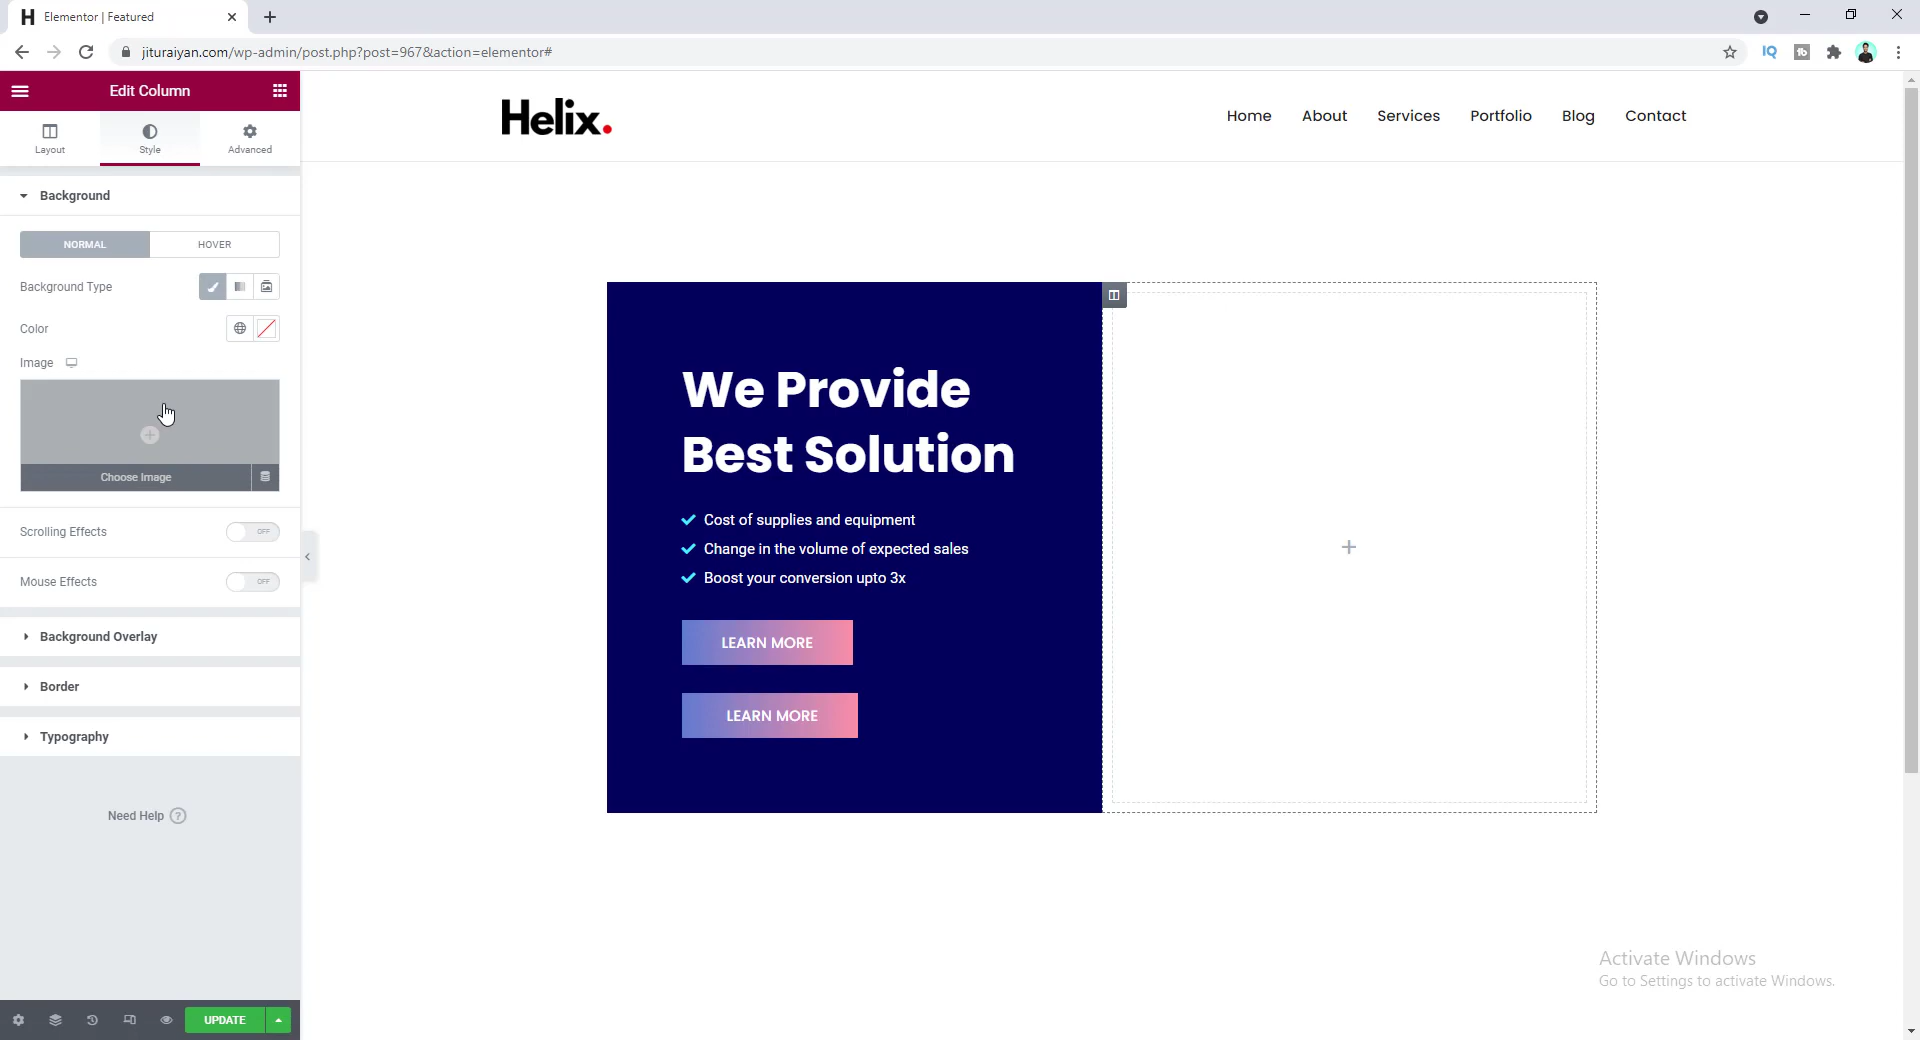 Elementor | Featured
jituraiyan.com/wp-admin/post.php?post=967&action=elementor#
IQ
tb
Edit Column
Layout
Style
Advanced
Background
NORMAL
HOVER
Background Type
Color
Image
Choose Image
Scrolling Effects
OFF
Mouse Effects
OFF
Background Overlay
Border
Typography
Need Help ?
UPDATE
Helix.
Home
About
Services
Portfolio
Blog
Contact
We Provide
Best Solution
Cost of supplies and equipment
Change in the volume of expected sales
Boost your conversion upto 3x
LEARN MORE
LEARN MORE
Activate Windows
Go to Settings to activate Windows.